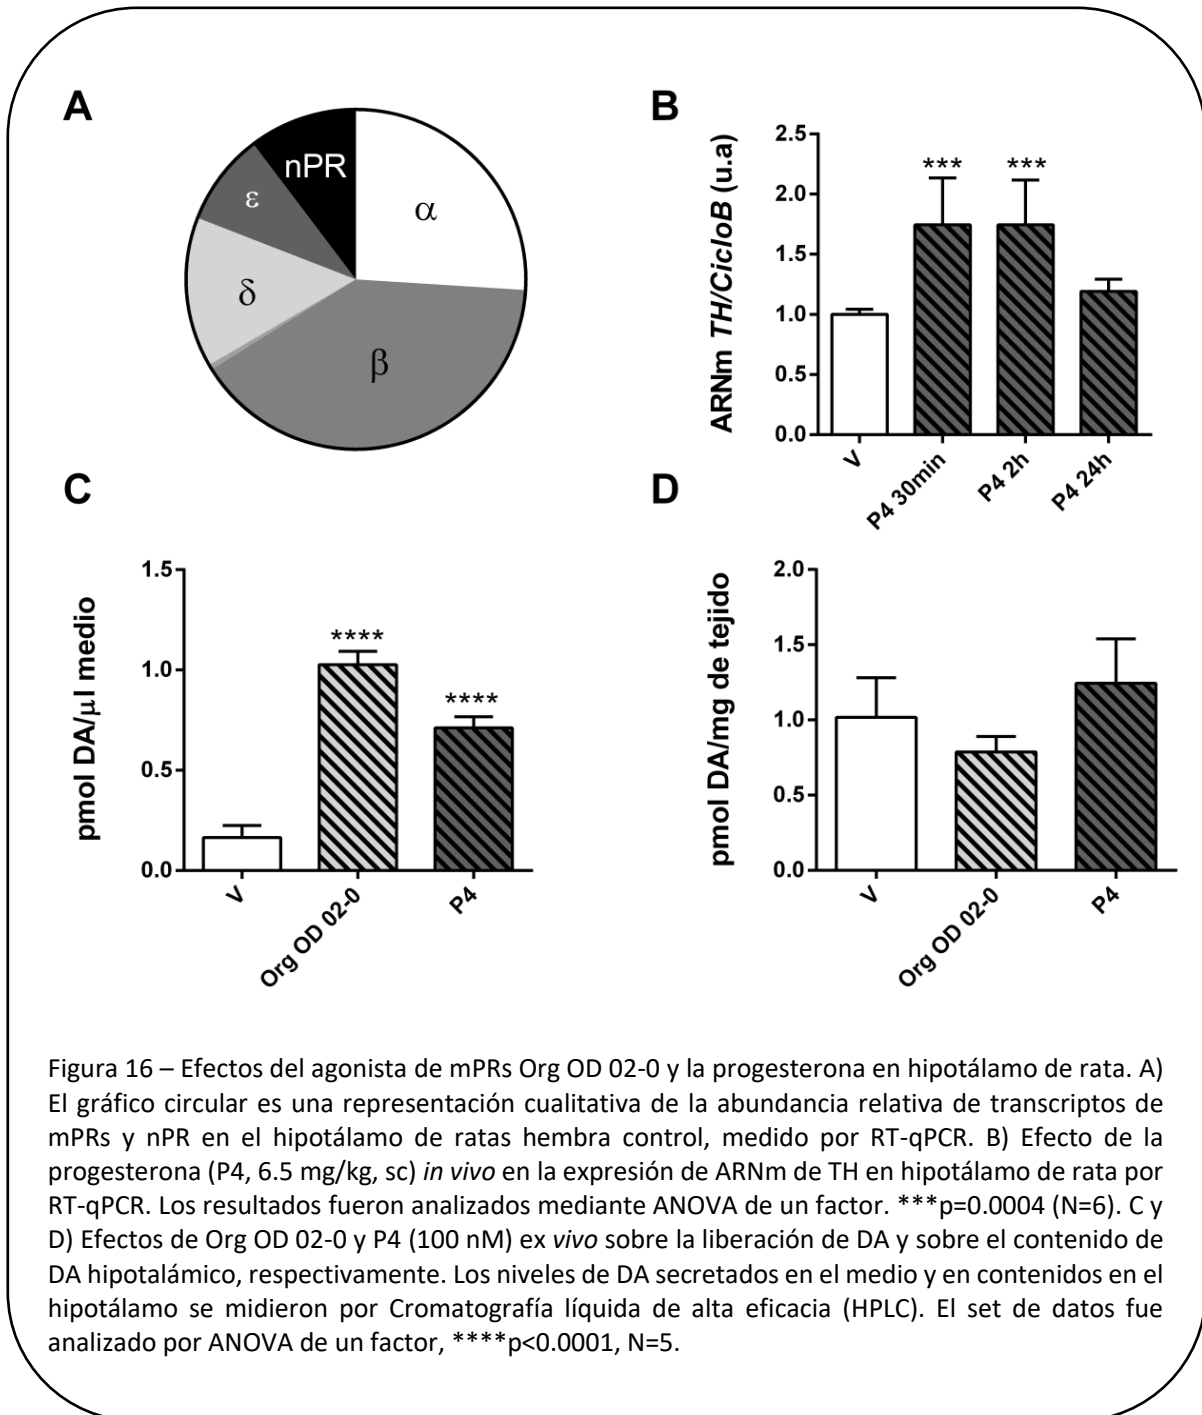 A
nPR
α
ε
δ
β
B
ARNm TH/CicloB (u.a)
2.5
2.0
1.5
1.0
0.5
0.0
***
***
V
P4 30min
P4 2h
P4 24h
C
pmol DA/µl medio
1.5
1.0
0.5
0.0
****
****
V
Org OD 02-0
P4
D
pmol DA/mg de tejido
2.0
1.5
1.0
0.5
0.0
V
Org OD 02-0
P4
Figura 16 – Efectos del agonista de mPRs Org OD 02-0 y la progesterona en hipotálamo de rata. A)
El gráfico circular es una representación cualitativa de la abundancia relativa de transcriptos de
mPRs y nPR en el hipotálamo de ratas hembra control, medido por RT-qPCR. B) Efecto de la
progesterona (P4, 6.5 mg/kg, sc) in vivo en la expresión de ARNm de TH en hipotálamo de rata por
RT-qPCR. Los resultados fueron analizados mediante ANOVA de un factor. ***p=0.0004 (N=6). C y
D) Efectos de Org OD 02-0 y P4 (100 nM) ex vivo sobre la liberación de DA y sobre el contenido de
DA hipotalámico, respectivamente. Los niveles de DA secretados en el medio y en contenidos en el
hipotálamo se midieron por Cromatografía líquida de alta eficacia (HPLC). El set de datos fue
analizado por ANOVA de un factor, ****p<0.0001, N=5.